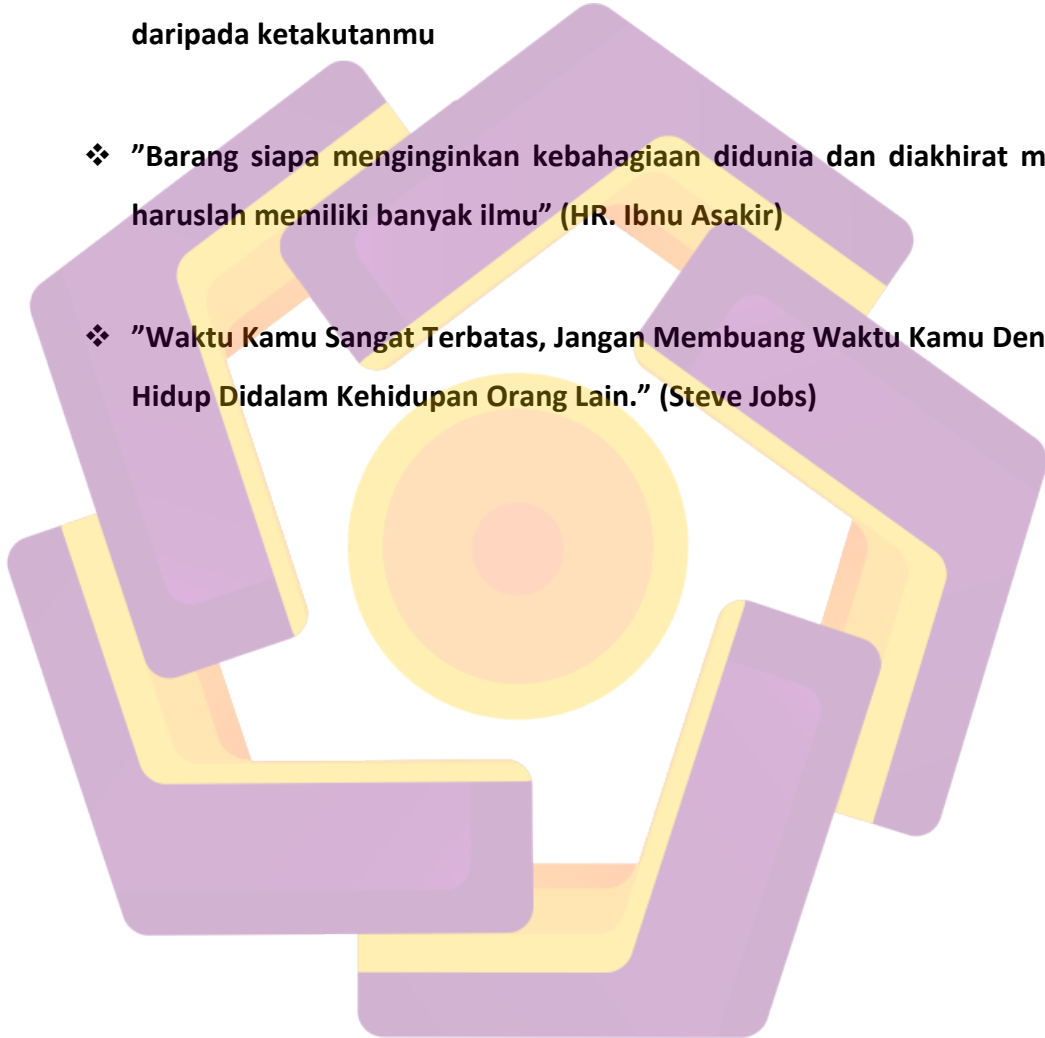 daripada ketakutanmu
❖ ”Barang siapa menginginkan kebahagiaan didunia dan diakhirat m
haruslah memiliki banyak ilmu” (HR. Ibnu Asakir)
❖ ”Waktu Kamu Sangat Terbatas, Jangan Membuang Waktu Kamu Den
Hidup Didalam Kehidupan Orang Lain.” (Steve Jobs)